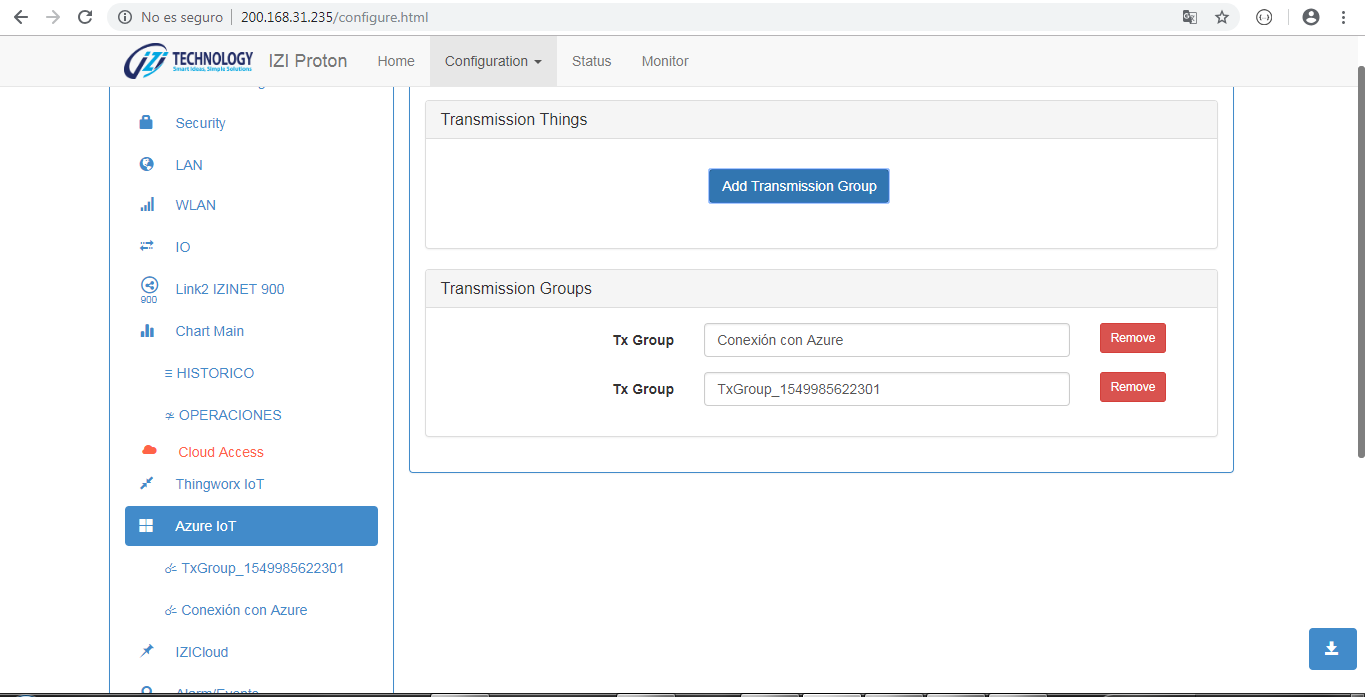 No es seguro | 200.168.31.235/configure.html
IZI TECHNOLOGY
Smart Ideas, Simple Solutions
IZI Proton
Home
Configuration
Status
Monitor
Security
LAN
WLAN
IO
900
Link2 IZINET 900
Chart Main
HISTORICO
OPERACIONES
Cloud Access
Thingworx IoT
Azure IoT
TxGroup_1549985622301
Conexión con Azure
IZICloud
Alarm/Events
Transmission Things
Add Transmission Group
Transmission Groups
Tx Group Conexión con Azure Remove
Tx Group TxGroup_1549985622301 Remove